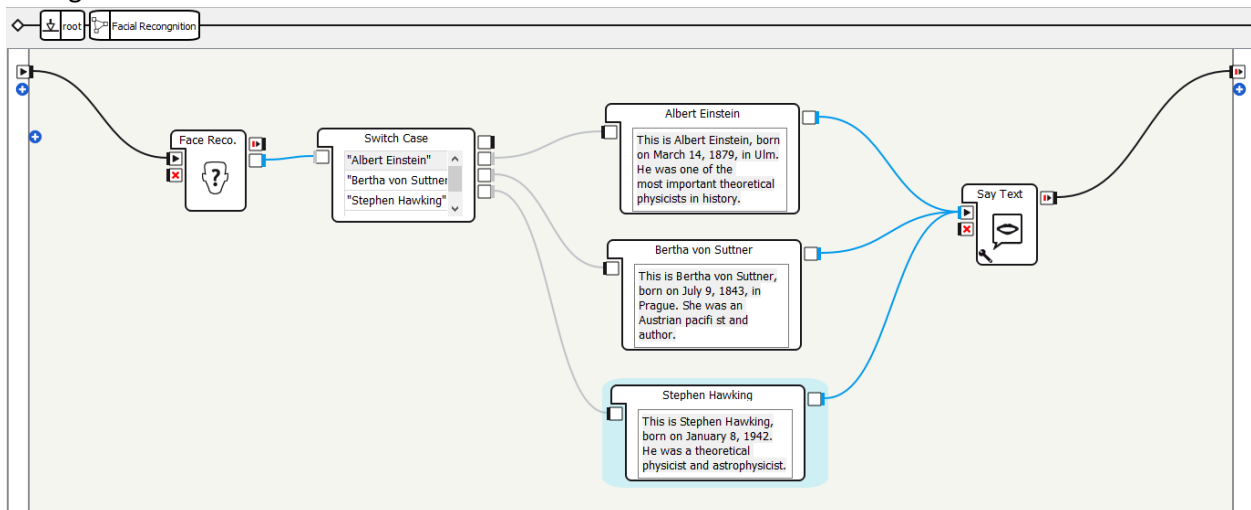 root
Facial Recongnition
Face Reco.
?
Switch Case
"Albert Einstein"
"Bertha von Suttner
"Stephen Hawking"
Albert Einstein
This is Albert Einstein, born
on March 14, 1879, in Ulm.
He was one of the
most important theoretical
physicists in history.
Bertha von Suttner
This is Bertha von Suttner,
born on July 9, 1843, in
Prague. She was an
Austrian pacifi st and
author.
Stephen Hawking
This is Stephen Hawking,
born on January 8, 1942.
He was a theoretical
physicist and astrophysicist.
Say Text